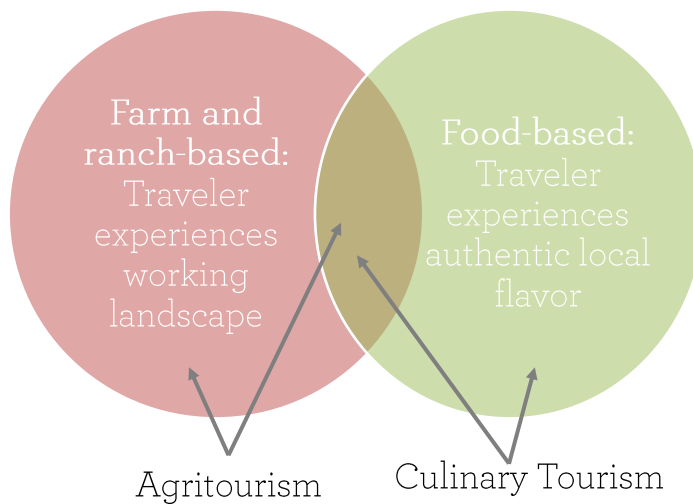 Farm and
ranch-based:
Traveler
experiences
working
landscape
Food-based:
Traveler
experiences
authentic local
flavor
Agritourism
Culinary Tourism